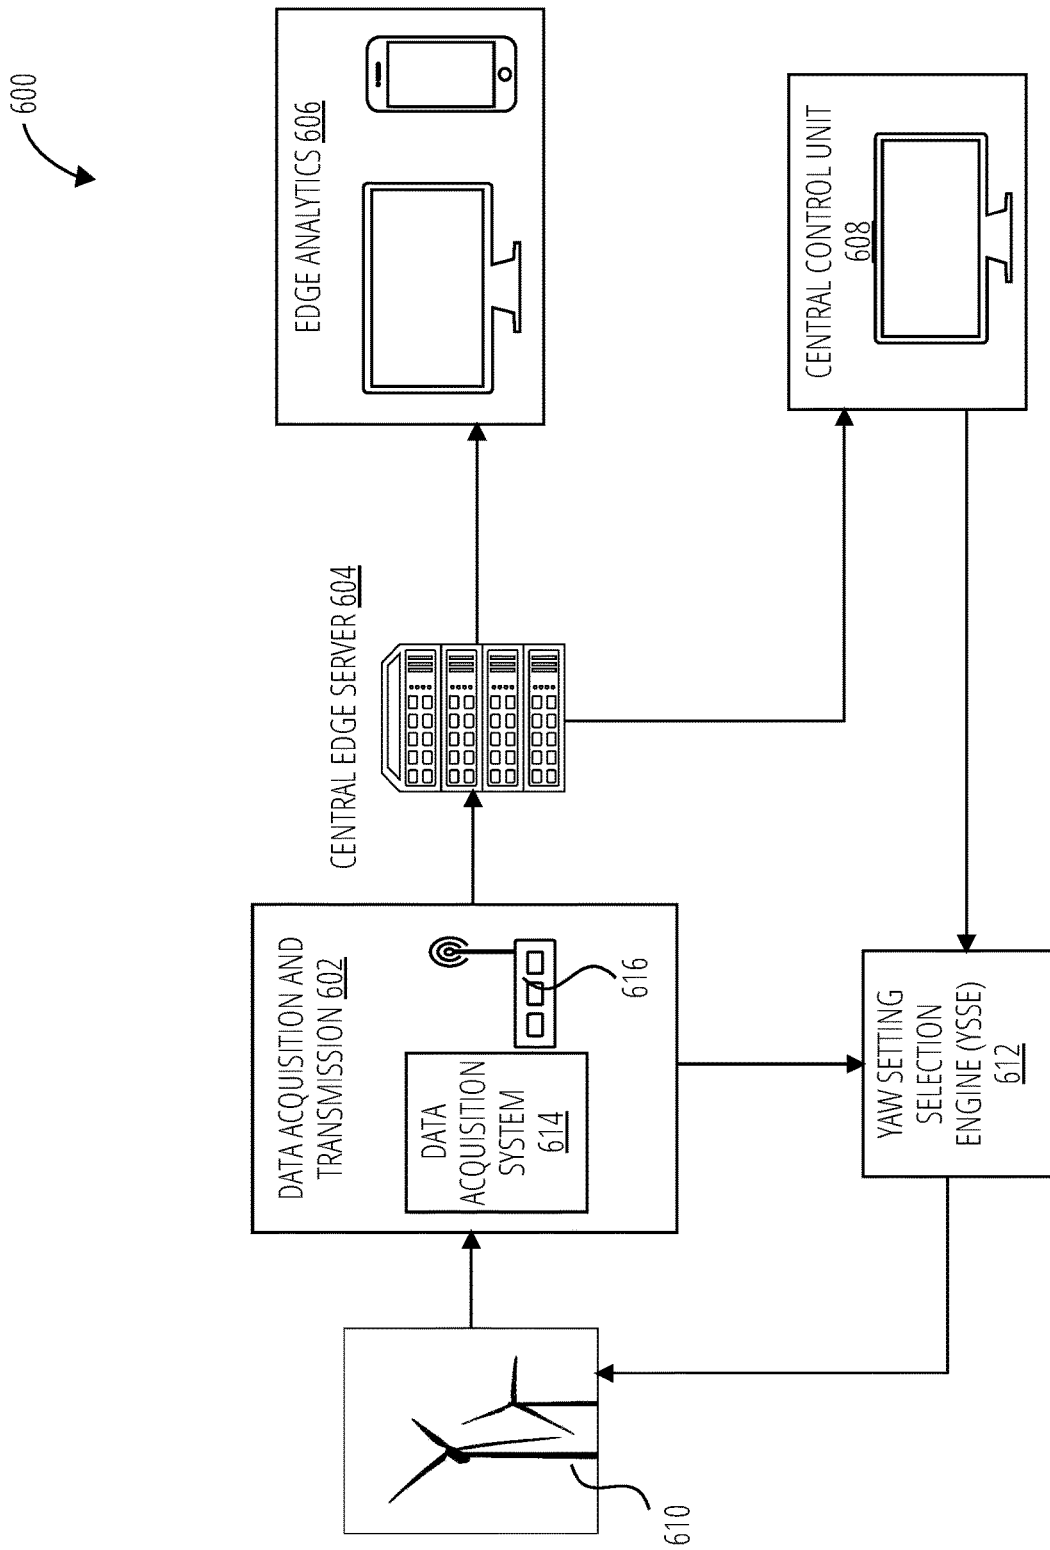 600
EDGE ANALYTICS 606
CENTRAL CONTROL UNIT
608
CENTRAL EDGE SERVER 604
DATA ACQUISITION AND
TRANSMISSION 602
DATA
ACQUISITION
SYSTEM
614
616
YAW SETTING
SELECTION
ENGINE (YSSE)
612
610